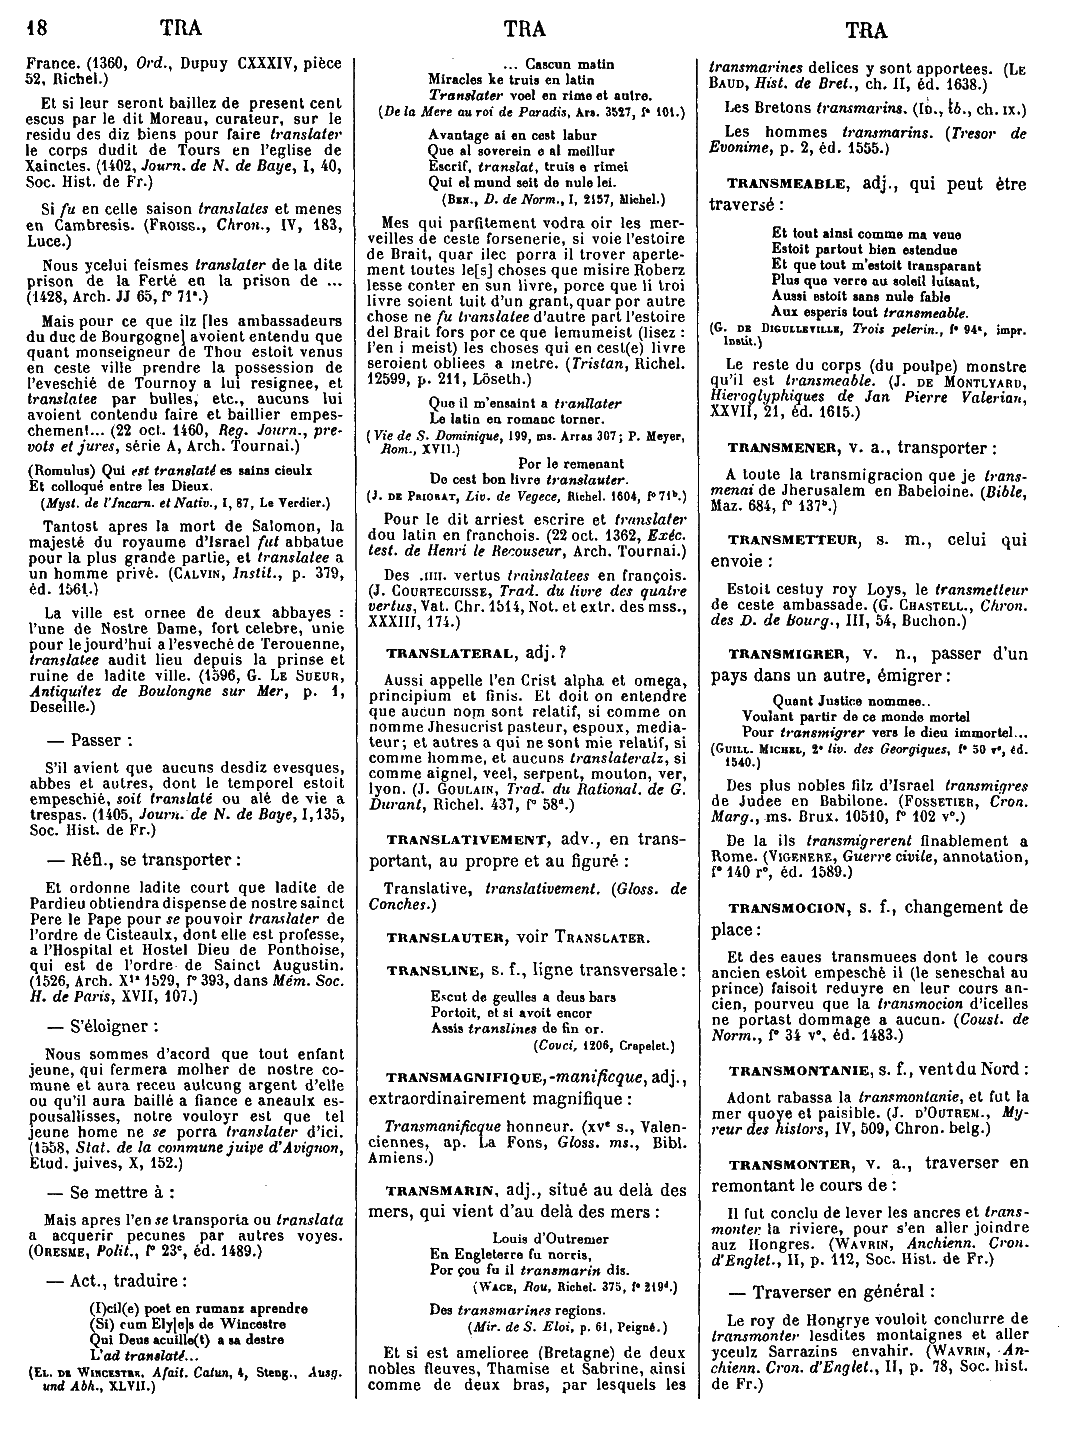 18 TRA TRA TRA
France. (1360, Ord., Dupuy CXXXIV, pièce
52, Richel.)
Et si leur seront baillez de present cent
escus par le dit Moreau, curateur, sur le
residu des diz biens pour faire translater
le corps dudit de Tours en l'eglise de
Xainctes. (1402, Journ. de N. de Baye, I, 40,
Soc. Hist. de Fr.)
Si fu en celle saison translates et menes
en Cambresis. (FROISS., Chron., IV, 183,
Luce.)
Nous ycelui feismes translater de la dite
prison de la Ferté en la prison de ...
(1428, Arch. JJ 65, f° 71ª.)
Mais pour ce que ilz [les ambassadeurs
du duc de Bourgogne] avoient entendu que
quant monseigneur de Thou estoit venus
en ceste ville prendre la possession de
l'eveschié de Tournoy a lui resignee, et
translatee par bulles, etc., aucuns lui
avoient contendu faire et baillier empes-
chement... (22 oct. 1460, Reg. Journ., pre-
vots et jures, série A, Arch. Tournai.)
(Romulus) Qui est translaté es sains cieulx
Et colloqué entre les Dieux.
(Myst. de l'Incarn. et Nativ., I, 87, Le Verdier.)
Tantost apres la mort de Salomon, la
majesté du royaume d'Israel fut abbatue
pour la plus grande partie, et translatee a
un homme privé. (CALVIN, Instit., p. 379,
éd. 1561.)
La ville est ornee de deux abbayes :
l'une de Nostre Dame, fort celebre, unie
pour le jourd'hui a l'esveché de Terouenne,
translatee audit lieu depuis la prinse et
ruine de ladite ville. (1596, G. LE SUEUR,
Antiquitez de Boulongne sur Mer, p. 1,
Deseille.)
— Passer :
S'il avient que aucuns desdiz evesques,
abbes et autres, dont le temporel estoit
empeschié, soit translaté ou alé de vie a
trespas. (1405, Journ. de N. de Baye, I, 135,
Soc. Hist. de Fr.)
— Réfl., se transporter :
Et ordonne ladite court que ladite de
Pardieu obtiendra dispense de nostre sainct
Pere le Pape pour se pouvoir translater de
l'ordre de Cisteaulx, dont elle est professe,
a l'Hospital et Hostel Dieu de Ponthoise,
qui est de l'ordre de Sainct Augustin.
(1526, Arch. X¹ª 1529, f° 393, dans Mém. Soc.
H. de Paris, XVII, 107.)
— S'éloigner :
Nous sommes d'acord que tout enfant
jeune, qui fermera molher de nostre co-
mune et aura receu aulcung argent d'elle
ou qu'il aura baillé a fiance e aneaulx es-
pousallisses, notre vouloyr est que tel
jeune home ne se porra translater d'ici.
(1558, Stat. de la commune juive d'Avignon,
Etud. juives, X, 152.)
— Se mettre à :
Mais apres l'en se transporta ou translata
a acquerir pecunes par autres voyes.
(ORESME, Polit., f° 23ᶜ, éd. 1489.)
— Act., traduire :
(I)cil(e) poet en rumanz aprendre
(Si) cum Ely[e]s de Wincestre
Qui Deus acuille(t) a sa destre
L'ad translaté...
(EL. DE WINCESTRE, Afait. Catun, 4, Steng., Ausg.
und Abh., XLVII.)
... Cascun matin
Miracles ke truis en latin
Translater voel en rime et autre.
(De la Mere au roi de Paradis, Ars. 3527, f° 101.)
Avantage ai en cest labur
Que al soverein e al meillur
Escrif, translat, truis e rimei
Qui el mund seit de nule lei.
(BEN., D. de Norm., I, 2157, Michel.)
Mes qui parfitement vodra oir les mer-
veilles de ceste forsenerie, si voie l'estoire
de Brait, quar ilec porra il trover aperte-
ment toutes le[s] choses que misire Roberz
lesse conter en sun livre, porce que li troi
livre soient tuit d'un grant, quar por autre
chose ne fu translatee d'autre part l'estoire
del Brait fors por ce que lemumeist (lisez :
l'en i meist) les choses qui en cest(e) livre
seroient obliees a metre. (Tristan, Richel.
12599, p. 211, Löseth.)
Que il m'ensaint a tranllater
Le latin en romanc torner.
(Vie de S. Dominique, 199, ms. Arras 307; P. Meyer,
Rom., XVII.)
Por le remenant
De cest bon livre translauter.
(J. DE PRIORAT, Liv. de Vegece, Richel. 1604, f° 71ᵇ.)
Pour le dit arriest escrire et translater
dou latin en franchois. (22 oct. 1362, Exéc.
test. de Henri le Recouseur, Arch. Tournai.)
Des .IIII. vertus trainslatees en françois.
(J. COURTECUISSE, Trad. du livre des quatre
vertus, Vat. Chr. 1514, Not. et extr. des mss.,
XXXIII, 174.)
TRANSLATERAL, adj. ?
Aussi appelle l'en Crist alpha et omega,
principium et finis. Et doit on entendre
que aucun nom sont relatif, si comme on
nomme Jhesucrist pasteur, espoux, media-
teur; et autres a qui ne sont mie relatif, si
comme homme, et aucuns translateralz, si
comme aignel, veel, serpent, mouton, ver,
lyon. (J. GOULAIN, Trad. du Rational. de G.
Durant, Richel. 437, f° 58ᵈ.)
TRANSLATIVEMENT, adv., en trans-
portant, au propre et au figuré :
Translative, translativement. (Gloss. de
Conches.)
TRANSLAUTER, voir TRANSLATER.
TRANSLINE, s. f., ligne transversale :
Escut de geulles a deus bars
Portoit, et si avoit encor
Assis translines de fin or.
(Couci, 1206, Crapelet.)
TRANSMAGNIFIQUE, -manificque, adj.,
extraordinairement magnifique :
Transmanificque honneur. (XVᵉ s., Valen-
ciennes, ap. La Fons, Gloss. ms., Bibl.
Amiens.)
TRANSMARIN, adj., situé au delà des
mers, qui vient d'au delà des mers :
Louis d'Outremer
En Engleterre fu norris,
Por çou fu il transmarin dis.
(WACE, Rou, Richel. 375, f° 219ᵈ.)
Des transmarines regions.
(Mir. de S. Eloi, p. 61, Peigné.)
Et si est amelioree (Bretagne) de deux
nobles fleuves, Thamise et Sabrine, ainsi
comme de deux bras, par lesquels les
transmarines delices y sont apportees. (LE
BAUD, Hist. de Bret., ch. II, éd. 1638.)
Les Bretons transmarins. (ID., ib., ch. IX.)
Les hommes transmarins. (Tresor de
Evonime, p. 2, éd. 1555.)
TRANSMEABLE, adj., qui peut être
traversé :
Et tout ainsi comme ma veue
Estoit partout bien estendue
Et que tout m'estoit transparant
Plus que verre au soleil luisant,
Aussi estoit sans nule fable
Aux esperis tout transmeable.
(G. DE DIGULLEVILLE, Trois pelerin., f° 94ᵃ, impr.
Instit.)
Le reste du corps (du poulpe) monstre
qu'il est transmeable. (J. DE MONTLYARD,
Hieroglyphiques de Jan Pierre Valerian,
XXVII, 21, éd. 1615.)
TRANSMENER, v. a., transporter :
A toute la transmigracion que je trans-
menai de Jherusalem en Babeloine. (Bible,
Maz. 684, f° 137ᵇ.)
TRANSMETTEUR, s. m., celui qui
envoie :
Estoit cestuy roy Loys, le transmetteur
de ceste ambassade. (G. CHASTELL., Chron.
des D. de Bourg., III, 54, Buchon.)
TRANSMIGRER, v. n., passer d'un
pays dans un autre, émigrer :
Quant Justice nommee..
Voulant partir de ce monde mortel
Pour transmigrer vers le dieu immortel...
(GUILL. MICHEL, 2ᵉ liv. des Georgiques, f° 50 r°, éd.
1540.)
Des plus nobles filz d'Israel transmigres
de Judee en Babilone. (FOSSETIER, Cron.
Marg., ms. Brux. 10510, f° 102 v°.)
De la ils transmigrerent finablement a
Rome. (VIGENERE, Guerre civile, annotation,
f° 140 r°, éd. 1589.)
TRANSMOCION, s. f., changement de
place :
Et des eaues transmuees dont le cours
ancien estoit empesché il (le seneschal au
prince) faisoit reduyre en leur cours an-
cien, pourveu que la transmocion d'icelles
ne portast dommage a aucun. (Coust. de
Norm., f° 34 v°, éd. 1483.)
TRANSMONTANIE, s. f., vent du Nord :
Adont rabassa la transmontanie, et fut la
mer quoye et paisible. (J. D'OUTREM., My-
reur des histors, IV, 509, Chron. belg.)
TRANSMONTER, v. a., traverser en
remontant le cours de :
Il fut conclu de lever les ancres et trans-
monter la riviere, pour s'en aller joindre
auz Hongres. (WAVRIN, Anchienn. Cron.
d'Englet., II, p. 112, Soc. Hist. de Fr.)
— Traverser en général :
Le roy de Hongrye vouloit conclurre de
transmonter lesdites montaignes et aller
yceulz Sarrazins envahir. (WAVRIN, An-
chienn. Cron. d'Englet., II, p. 78, Soc. hist.
de Fr.)